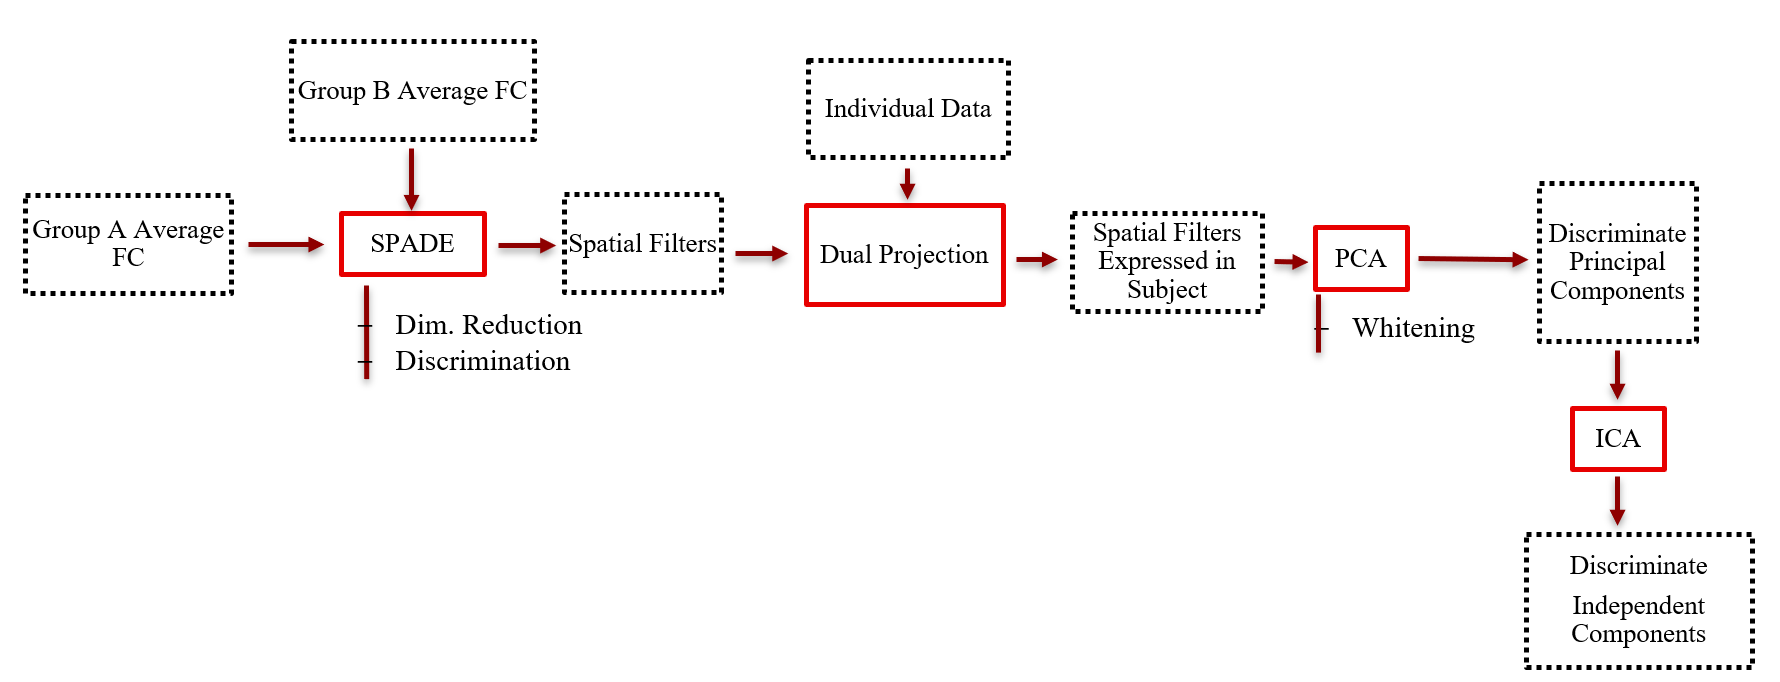 Group B Average FC
Individual Data
Group A Average
FC
SPADE
Spatial Filters
Dual Projection
Spatial Filters
Expressed in
Subject
PCA
Discriminate
Principal
Components
– Dim. Reduction
– Discrimination
– Whitening
ICA
Discriminate
Independent
Components